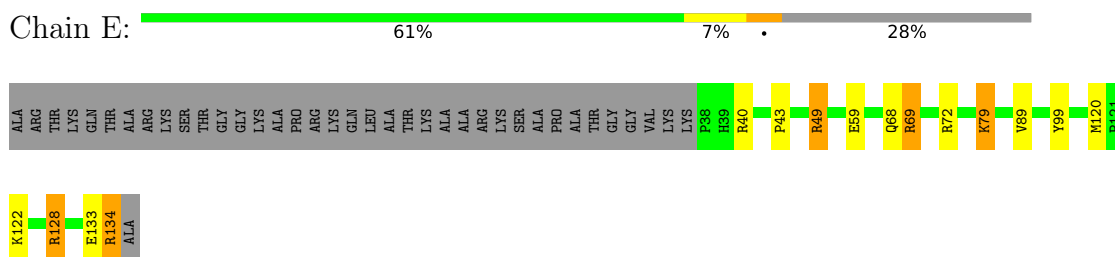 Chain E:
61% 7% • 28%
ALA ARG THR LYS GLN THR ALA ARG LYS SER THR GLY GLY LYS ALA PRO ARG LYS GLN LEU ALA THR LYS ALA ALA ARG LYS SER ALA PRO ALA THR GLY GLY VAL LYS LYS P38 H39 R40 P43 R49 E59 Q68 R69 R72 K79 V89 Y99 M120
K122 R128 E133 R134 ALA